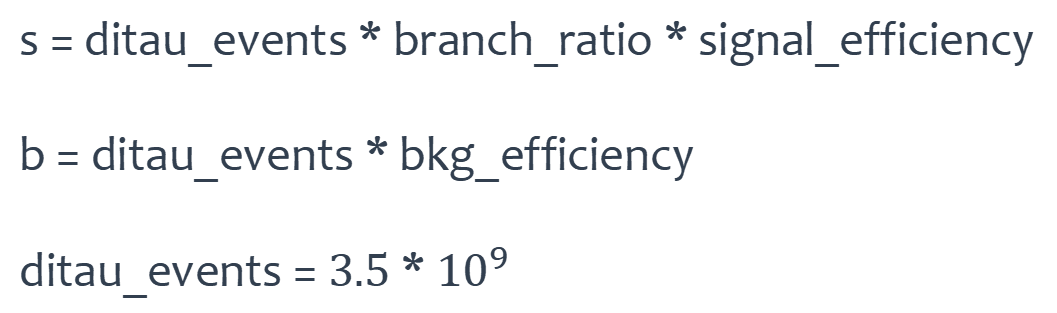 s = ditau_events * branch_ratio * signal_efficiency
b = ditau_events * bkg_efficiency
ditau_events = 3.5 * 10⁹